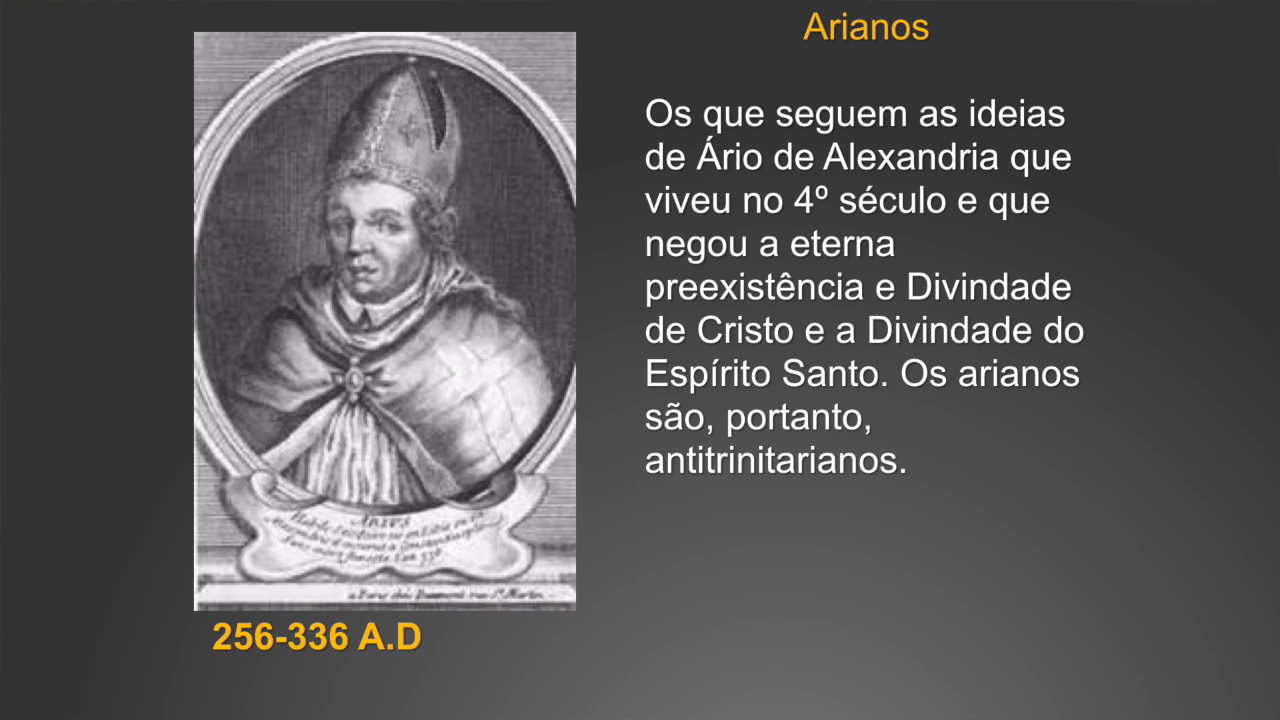 Arianos
Os que seguem as ideias
de Ário de Alexandria que
viveu no 4º século e que
negou a eterna
preexistência e Divindade
de Cristo e a Divindade do
Espírito Santo. Os arianos
são, portanto,
antitrinitarianos.
ARIUS
256-336 A.D